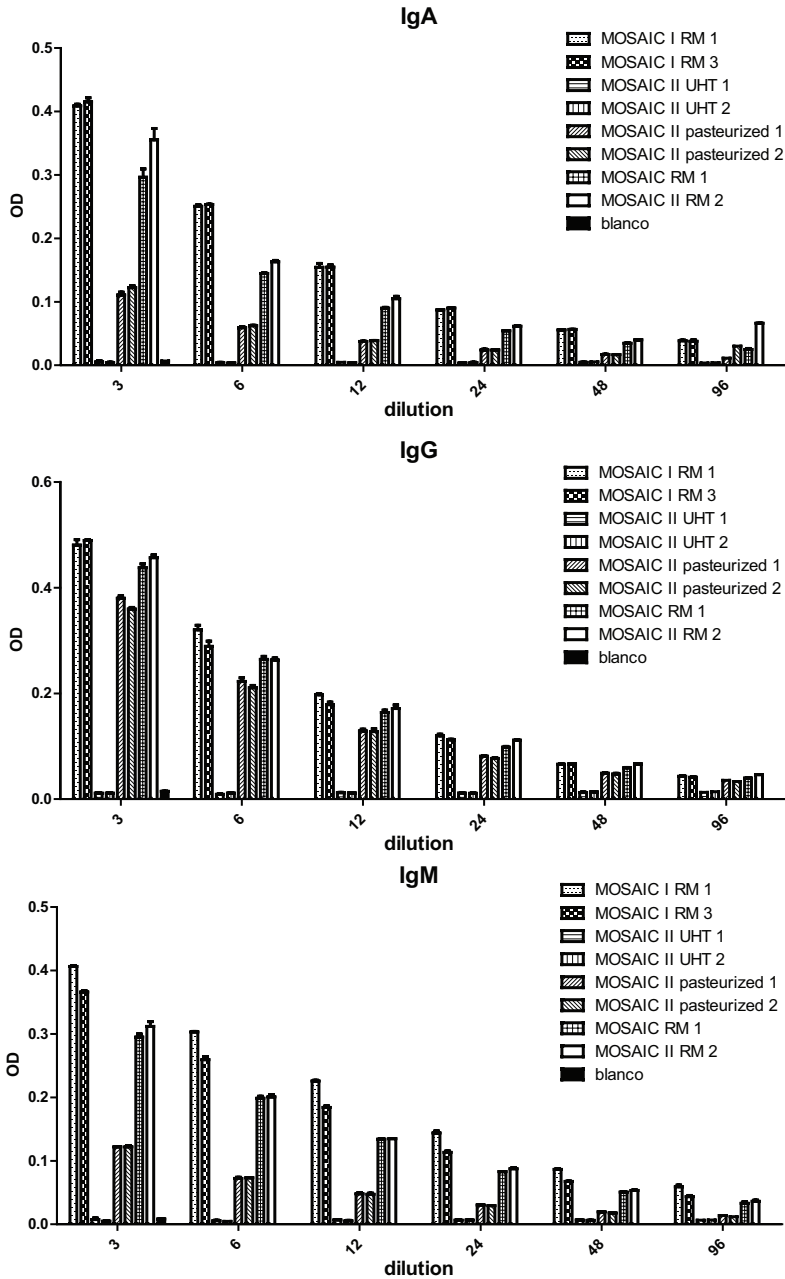 IgA
MOSAIC I RM 1
MOSAIC I RM 3
MOSAIC II UHT 1
MOSAIC II UHT 2
MOSAIC II pasteurized 1
MOSAIC II pasteurized 2
MOSAIC RM 1
MOSAIC II RM 2
blanco
OD
0.5
0.4
0.3
0.2
0.1
0.0
3
6
12
24
48
96
dilution
IgG
MOSAIC I RM 1
MOSAIC I RM 3
MOSAIC II UHT 1
MOSAIC II UHT 2
MOSAIC II pasteurized 1
MOSAIC II pasteurized 2
MOSAIC RM 1
MOSAIC II RM 2
blanco
OD
0.6
0.4
0.2
0.0
3
6
12
24
48
96
dilution
IgM
MOSAIC I RM 1
MOSAIC I RM 3
MOSAIC II UHT 1
MOSAIC II UHT 2
MOSAIC II pasteurized 1
MOSAIC II pasteurized 2
MOSAIC RM 1
MOSAIC II RM 2
blanco
OD
0.5
0.4
0.3
0.2
0.1
0.0
3
6
12
24
48
96
dilution